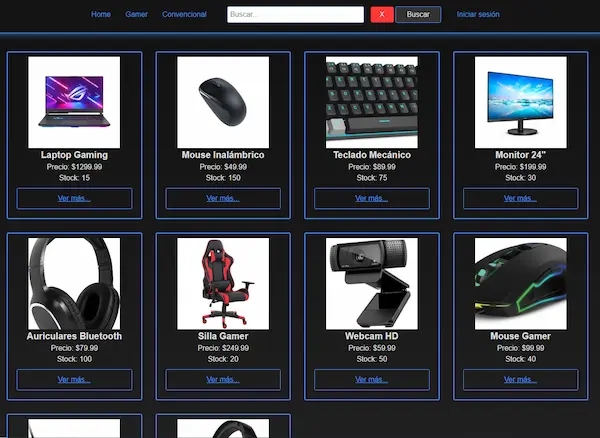 Home Gamer Convencional Buscar... X Buscar Iniciar sesión
Laptop Gaming
Precio: $1299.99
Stock: 15
Ver más...
Mouse Inalámbrico
Precio: $49.99
Stock: 150
Ver más...
Teclado Mecánico
Precio: $89.99
Stock: 75
Ver más...
Monitor 24"
Precio: $199.99
Stock: 30
Ver más...
Auriculares Bluetooth
Precio: $79.99
Stock: 100
Ver más...
Silla Gamer
Precio: $249.99
Stock: 20
Ver más...
Webcam HD
Precio: $59.99
Stock: 50
Ver más...
Mouse Gamer
Precio: $99.99
Stock: 40
Ver más...